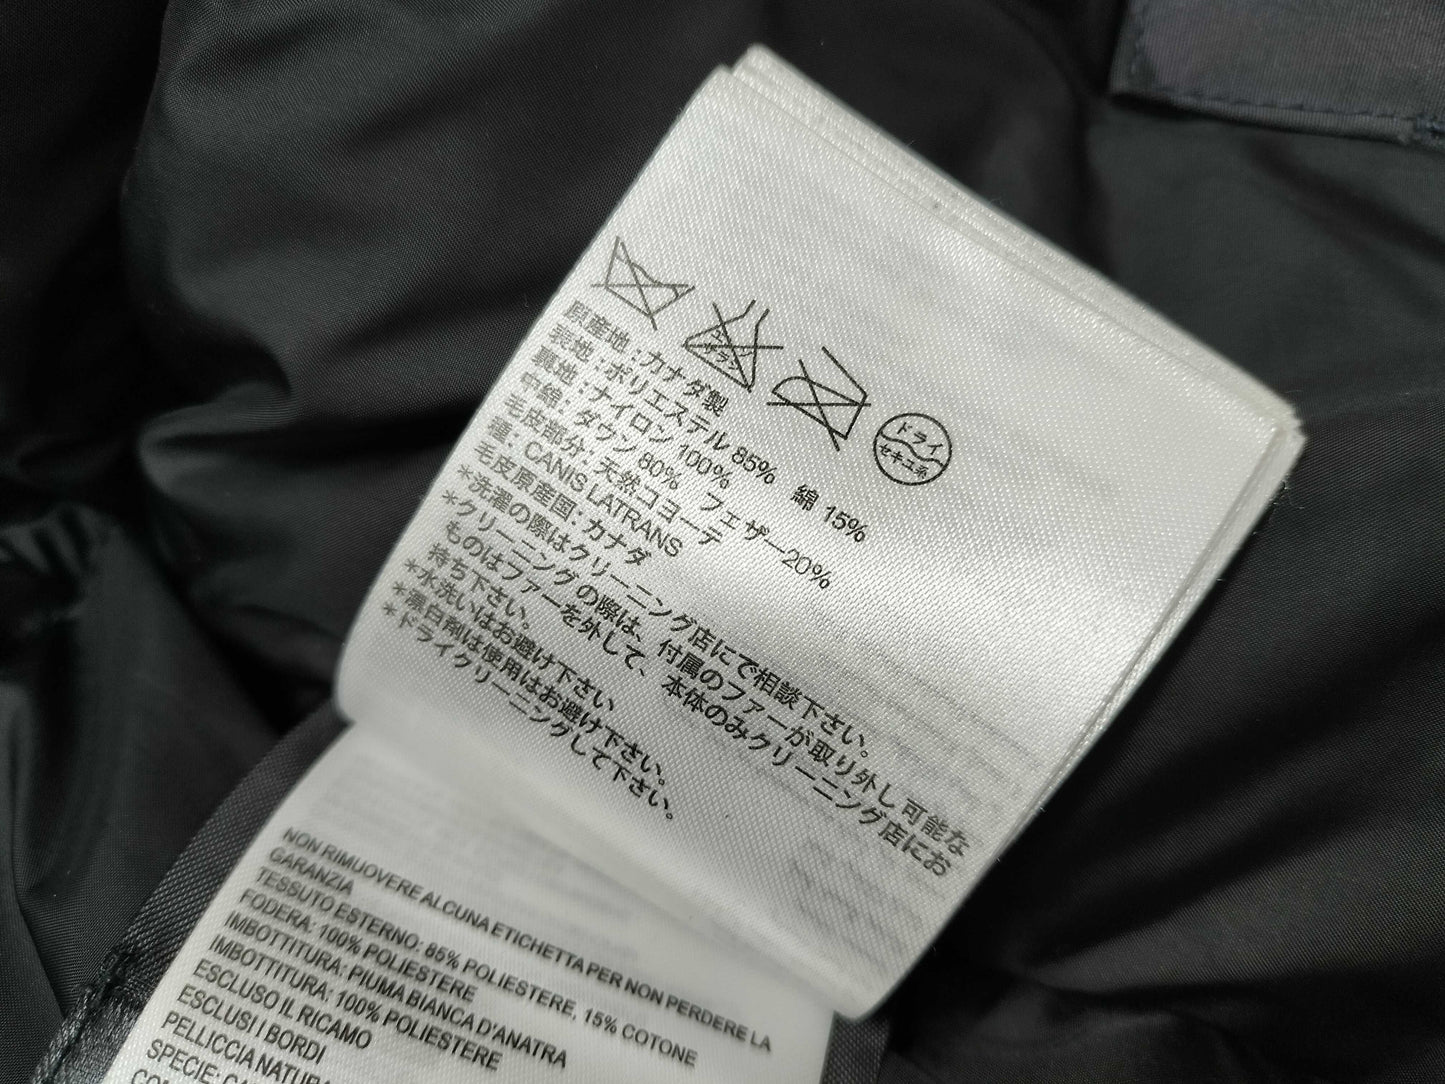 エンソ
サラシ
ドライ
セキユ系
原産地：カナダ製
表地：ポリエステル 85%　綿 15%
裏地：ナイロン 100%
中綿：ダウン 80%　フェザー20%
毛皮部分：天然コヨーテ
種：CANIS LATRANS
毛皮原産国：カナダ
*洗濯の際はクリーニング店にで相談下さい。
*クリーニングの際は、付属のファーが取り外し可能な
ものはファーを外して、本体のみクリーニング店にお
持ち下さい。
*水洗いはお避け下さい。
*漂白剤は使用はお避け下さい。
*ドライクリーニングして下さい。
NON RIMUOVERE ALCUNA ETICHETTA PER NON PERDERE LA
GARANZIA
TESSUTO ESTERNO: 85% POLIESTERE, 15% COTONE
FODERA: 100% POLIESTERE
IMBOTTITURA: PIUMA BIANCA D'ANATRA
IMBOTTITURA: 100% POLIESTERE
ESCLUSO IL RICAMO
ESCLUSI I BORDI
PELLICCIA
SPECIE: